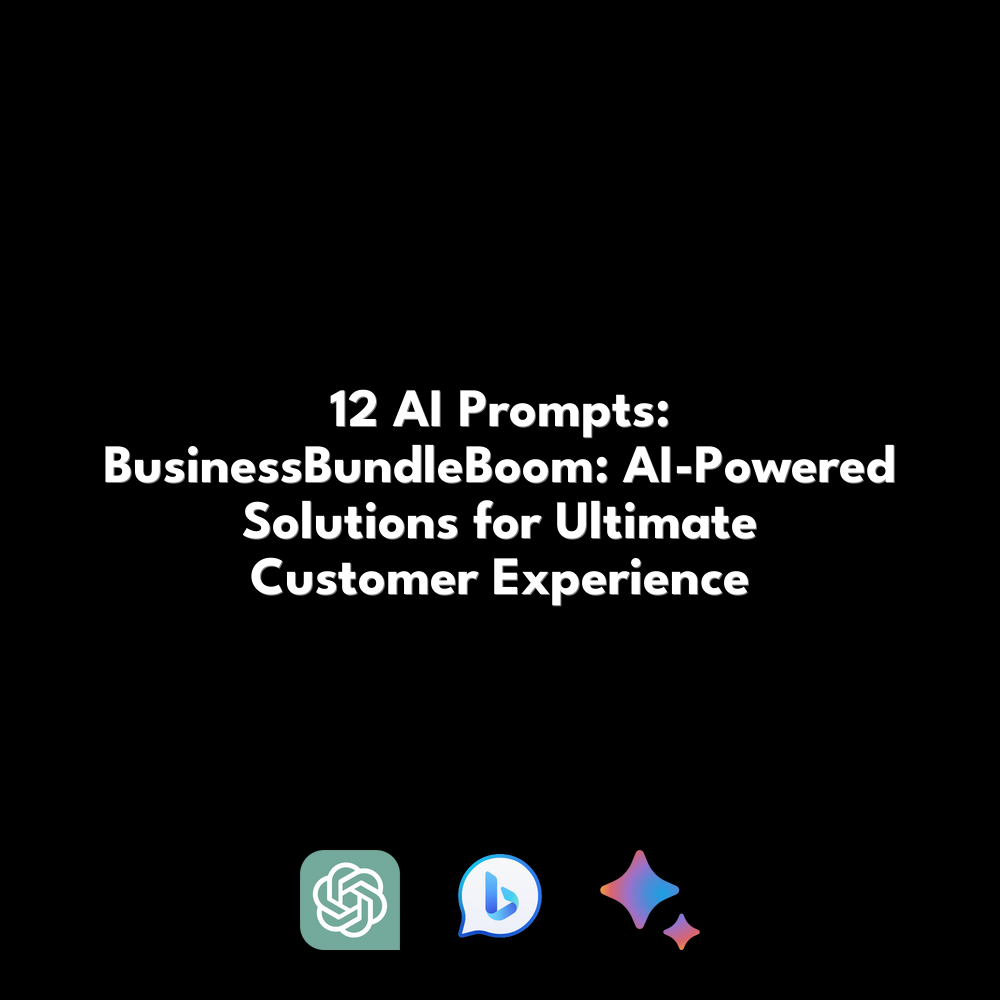 12 AI Prompts:
BusinessBundleBoom: AI-Powered
Solutions for Ultimate
Customer Experience